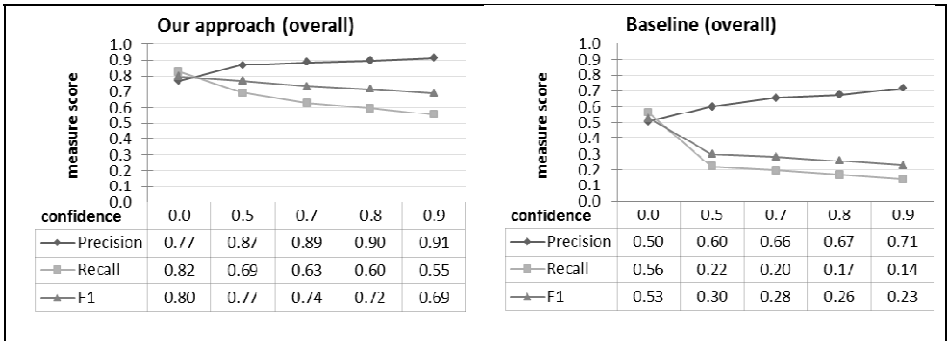 Our approach (overall)
measure score
1.0
0.9
0.8
0.7
0.6
0.5
0.4
0.3
0.2
0.1
0.0
confidence 0.0 0.5 0.7 0.8 0.9
Precision 0.77 0.87 0.89 0.90 0.91
Recall 0.82 0.69 0.63 0.60 0.55
F1 0.80 0.77 0.74 0.72 0.69
Baseline (overall)
measure score
1.0
0.9
0.8
0.7
0.6
0.5
0.4
0.3
0.2
0.1
0.0
confidence 0.0 0.5 0.7 0.8 0.9
Precision 0.50 0.60 0.66 0.67 0.71
Recall 0.56 0.22 0.20 0.17 0.14
F1 0.53 0.30 0.28 0.26 0.23